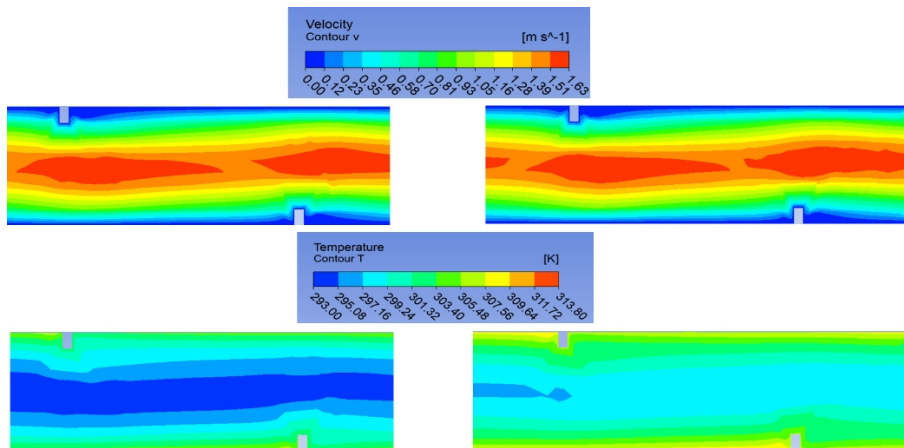 Velocity
Contour v [m s^-1]
0.00 0.12 0.23 0.35 0.46 0.58 0.70 0.81 0.93 1.05 1.16 1.28 1.39 1.51 1.63
Temperature
Contour T [K]
293.00 295.08 297.16 299.24 301.32 303.40 305.48 307.56 309.64 311.72 313.80